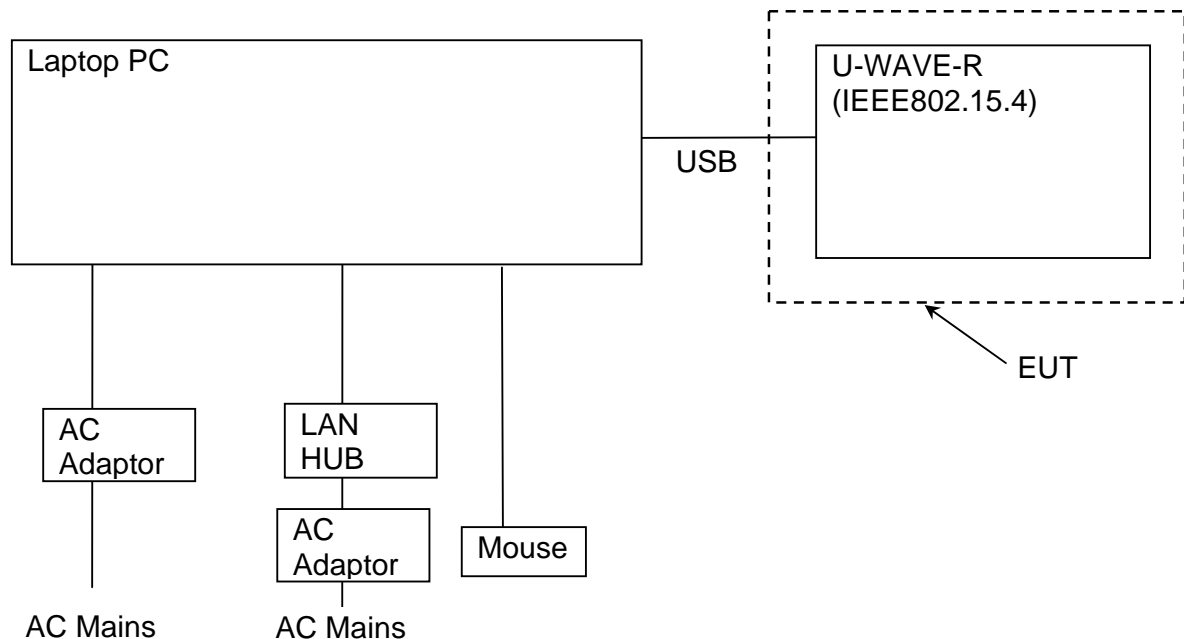 Laptop PC
U-WAVE-R
(IEEE802.15.4)
USB
EUT
AC
Adaptor
LAN
HUB
AC
Adaptor
Mouse
AC Mains
AC Mains